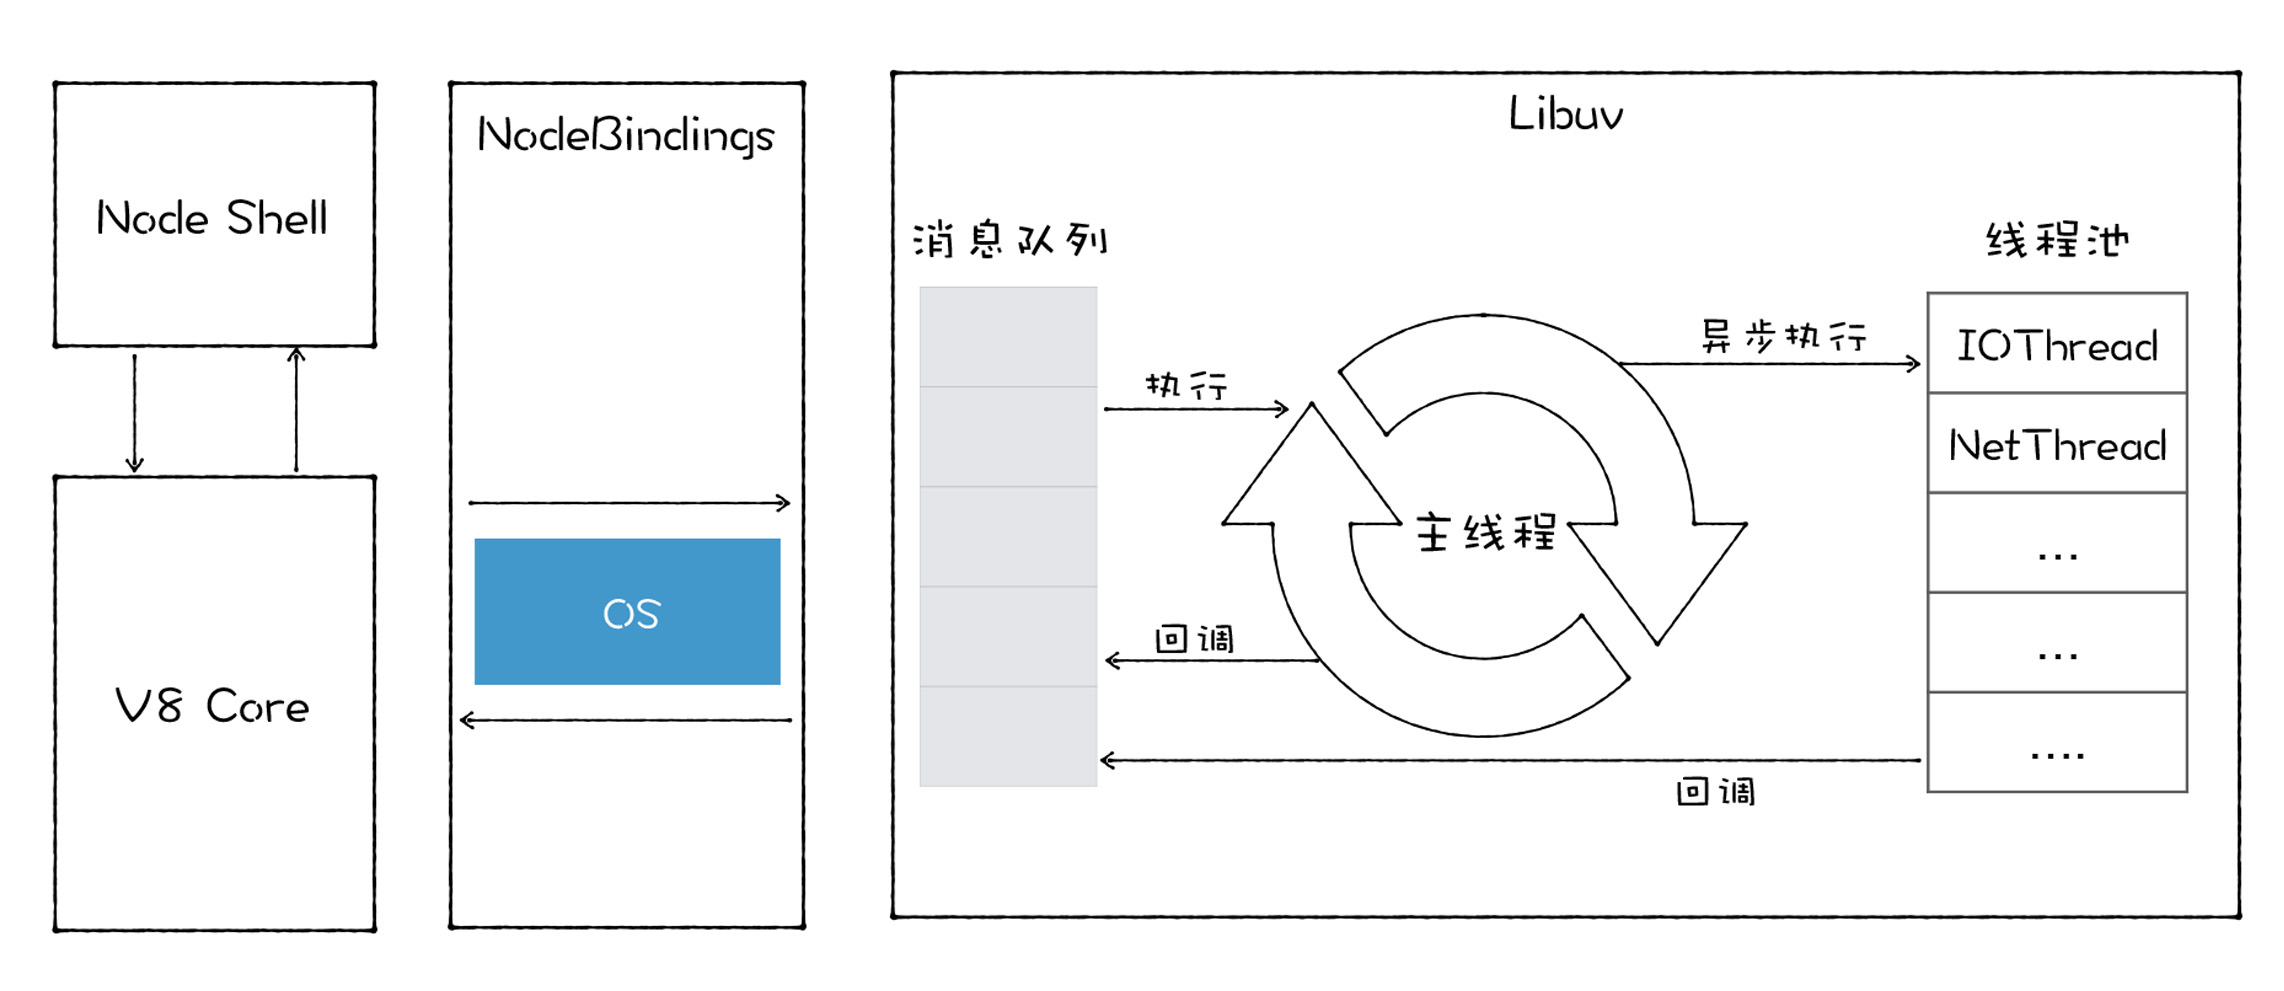 Node Shell
V8 Core
NodeBindings
OS
Libuv
消息队列
执行
回调
主线程
异步执行
回调
线程池
IOThread
NetThread
...
...
....